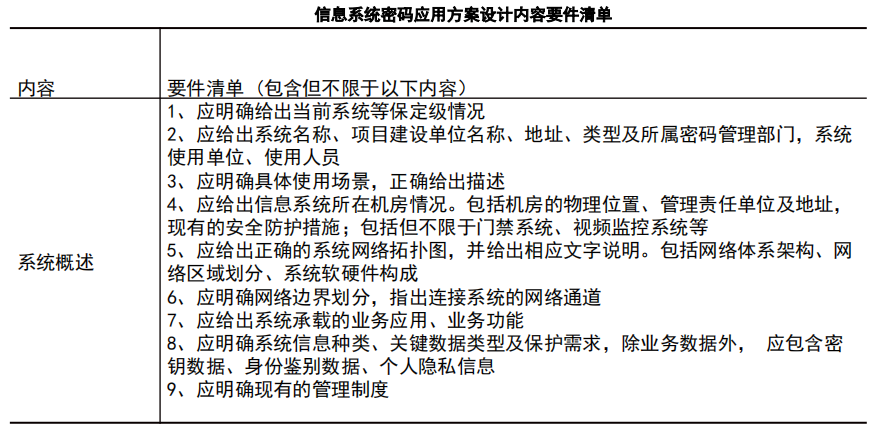 信息系统密码应用方案设计内容要件清单
内容
要件清单（包含但不限于以下内容）
系统概述
1、应明确给出当前系统等保定级情况
2、应给出系统名称、项目建设单位名称、地址、类型及所属密码管理部门，系统
使用单位、使用人员
3、应明确具体使用场景，正确给出描述
4、应给出信息系统所在机房情况。包括机房的物理位置、管理责任单位及地址，
现有的安全防护措施；包括但不限于门禁系统、视频监控系统等
5、应给出正确的系统网络拓扑图，并给出相应文字说明。包括网络体系架构、网
络区域划分、系统软硬件构成
6、应明确网络边界划分，指出连接系统的网络通道
7、应给出系统承载的业务应用、业务功能
8、应明确系统信息种类、关键数据类型及保护需求，除业务数据外， 应包含密
钥数据、身份鉴别数据、个人隐私信息
9、应明确现有的管理制度